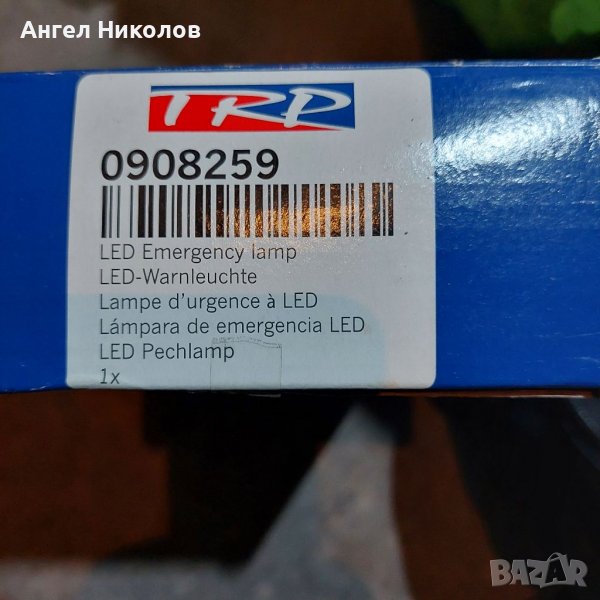 Ангел Николов
TRP
0908259
LED Emergency lamp
LED-Warnleuchte
Lampe d'urgence à LED
Lámpara de emergencia LED
LED Pechlamp
1x
BAZAR